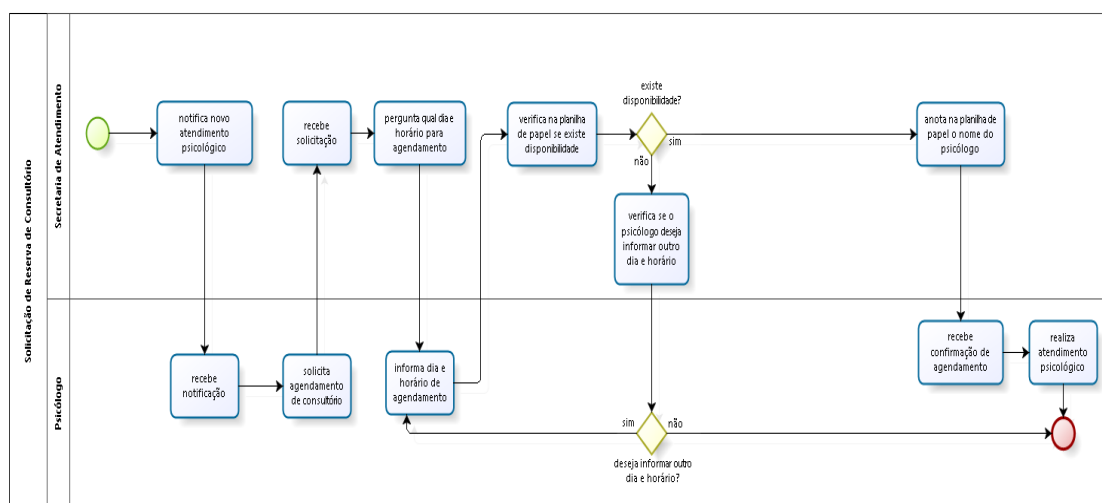 Solicitação de Reserva de Consultório
Secretaria de Atendimento
notifica novo
atendimento
psicológico
recebe
solicitação
pergunta qual dia e
horário para
agendamento
verifica na planilha
de papel se existe
disponibilidade
existe
disponibilidade?
sim
não
anota na planilha de
papel o nome do
psicólogo
verifica se o
psicólogo deseja
informar outro
dia e horário
Psicólogo
recebe
notificação
solicita
agendamento
de consultório
informa dia e
horário de
agendamento
sim
não
deseja informar outro
dia e horário?
recebe
confirmação de
agendamento
realiza
atendimento
psicológico